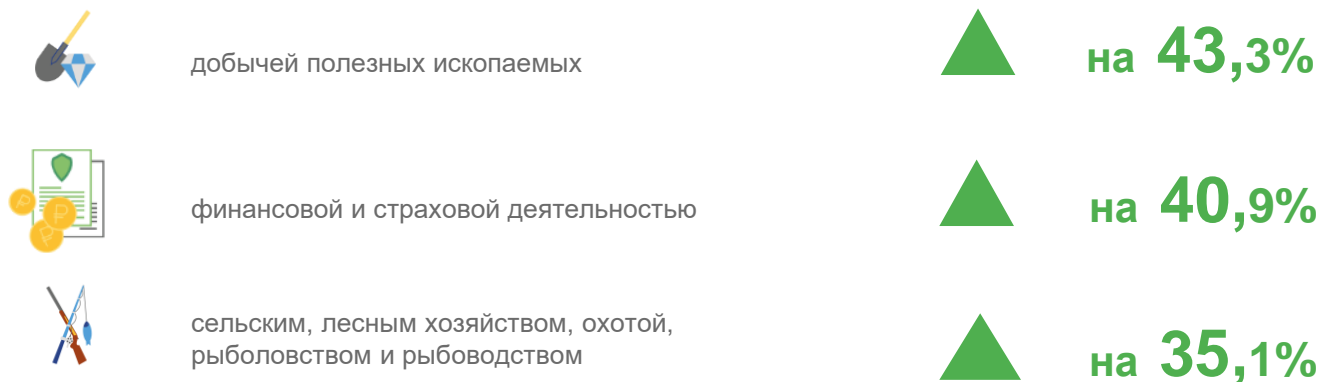 добычей полезных ископаемых
на 43,3%
финансовой и страховой деятельностью
на 40,9%
сельским, лесным хозяйством, охотой,
рыболовством и рыбоводством
на 35,1%